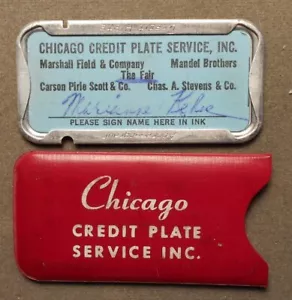 CHICAGO CREDIT PLATE SERVICE, INC.
Marshall Field & Company Mandel Brothers
The Fair
Carson Pirie Scott & Co. Chas. A. Stevens & Co.
PLEASE SIGN NAME HERE IN INK
Chicago
CREDIT PLATE
SERVICE INC.